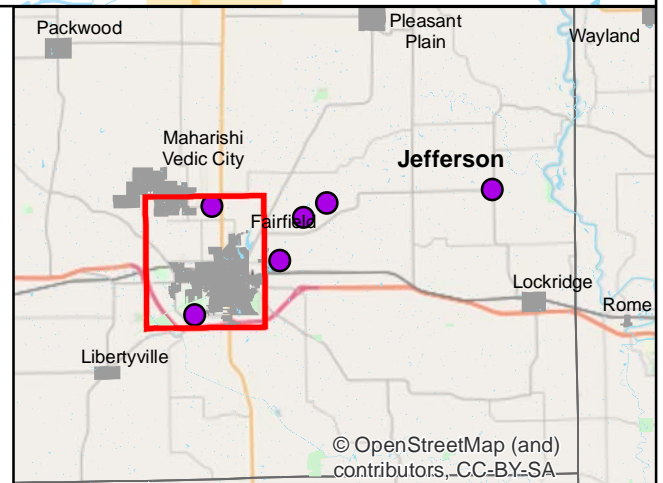 Packwood
Pleasant
Plain
Wayland
Maharishi
Vedic City
Jefferson
Fairfield
Lockridge
Rome
Libertyville
© OpenStreetMap (and)
contributors, CC-BY-SA